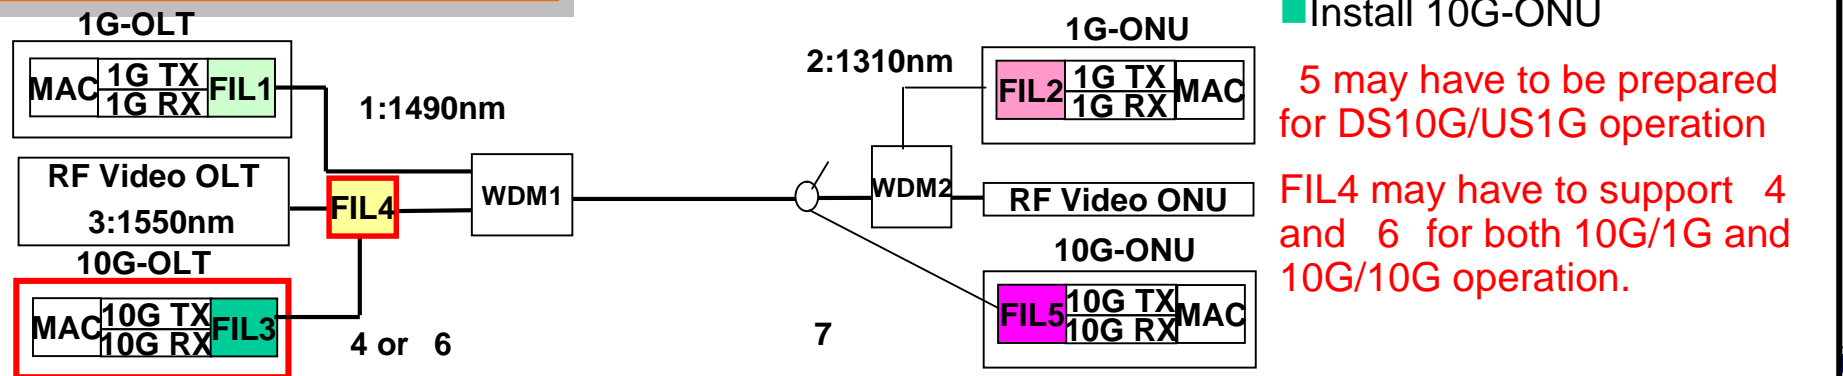 1G-OLT
MAC
1G TX
1G RX
FIL1
1:1490nm
RF Video OLT
3:1550nm
FIL4
WDM1
10G-OLT
MAC
10G TX
10G RX
FIL3
4 or 6
7
2:1310nm
1G-ONU
FIL2
1G TX
1G RX
MAC
WDM2
RF Video ONU
10G-ONU
FIL5
10G TX
10G RX
MAC
Install 10G-ONU
5 may have to be prepared
for DS10G/US1G operation
FIL4 may have to support 4
and 6 for both 10G/1G and
10G/10G operation.